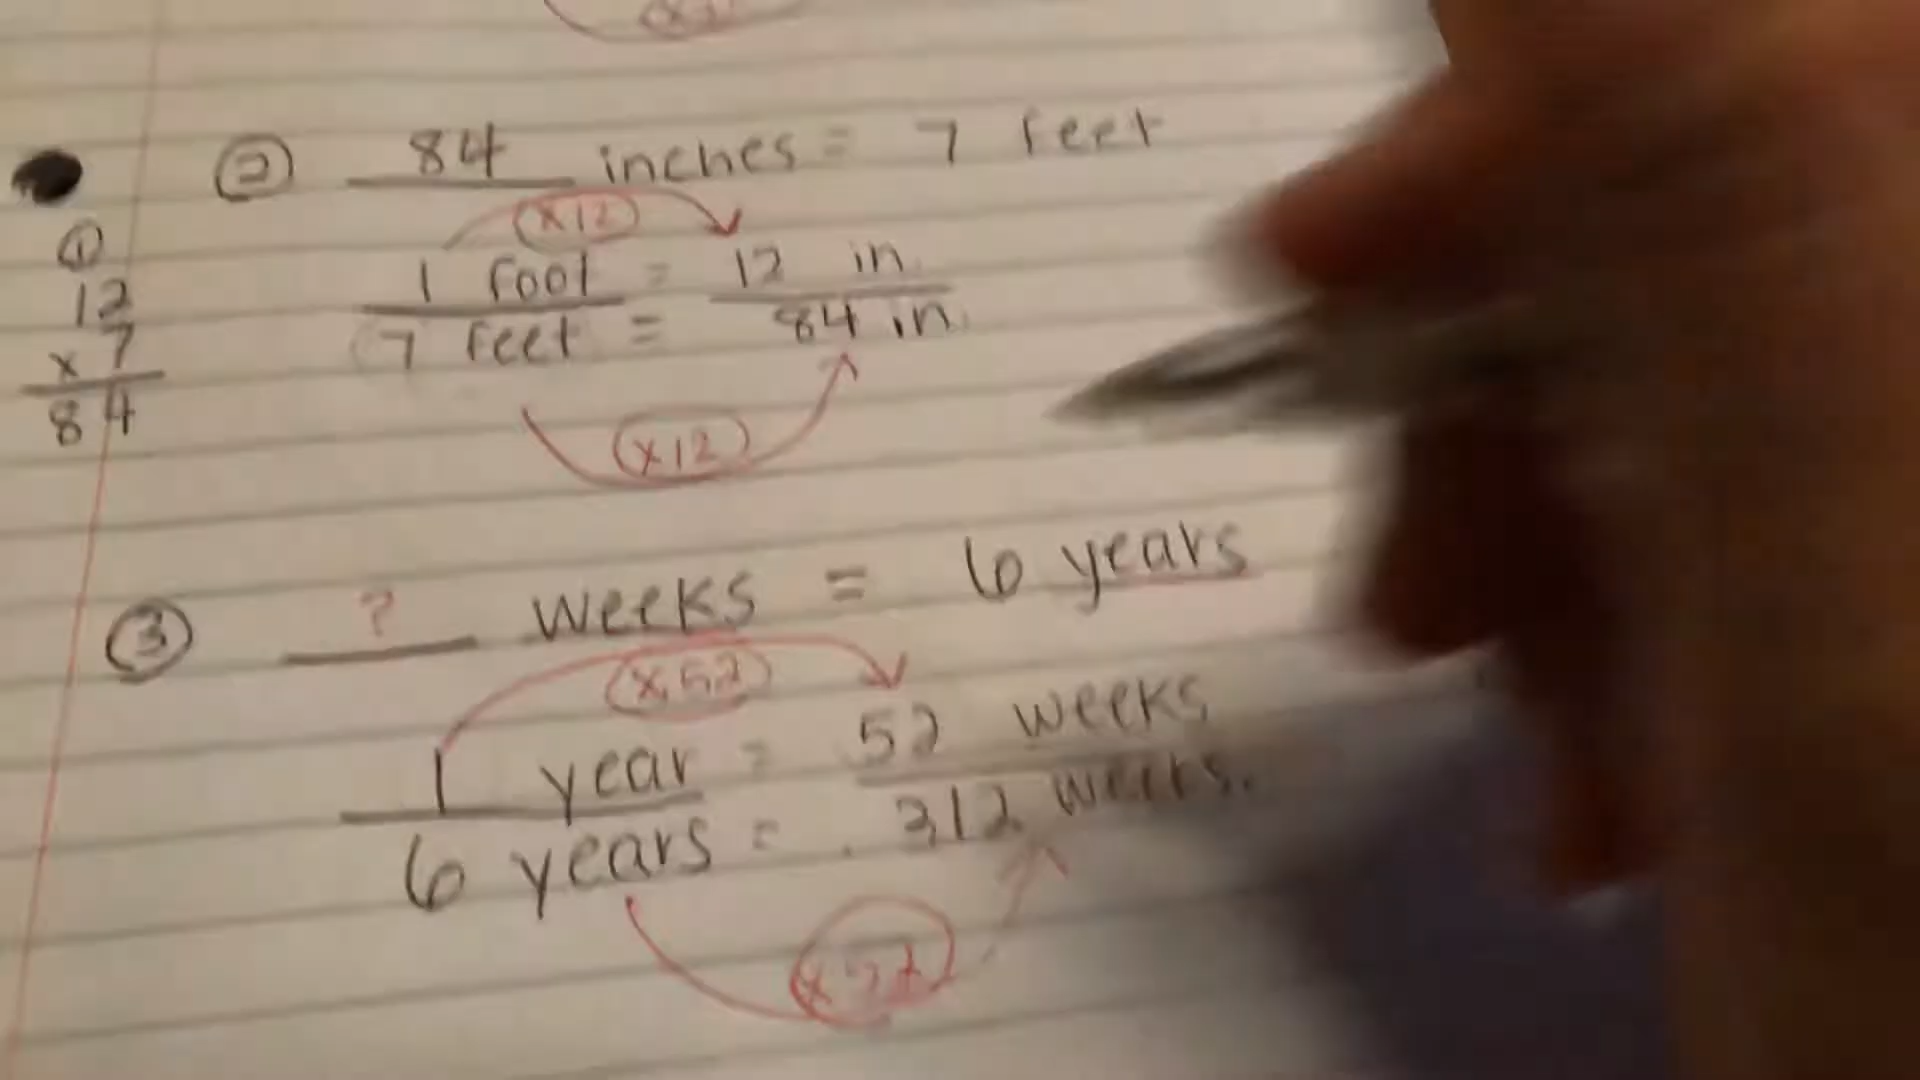 ② 84 inches = 7 feet
(x12)
1 foot = 12 in.
7 feet = 84 in.
(x12)
①
12
x 7
84
③ ? weeks = 6 years
(x52)
1 year = 52 weeks
6 years = 312 weeks.